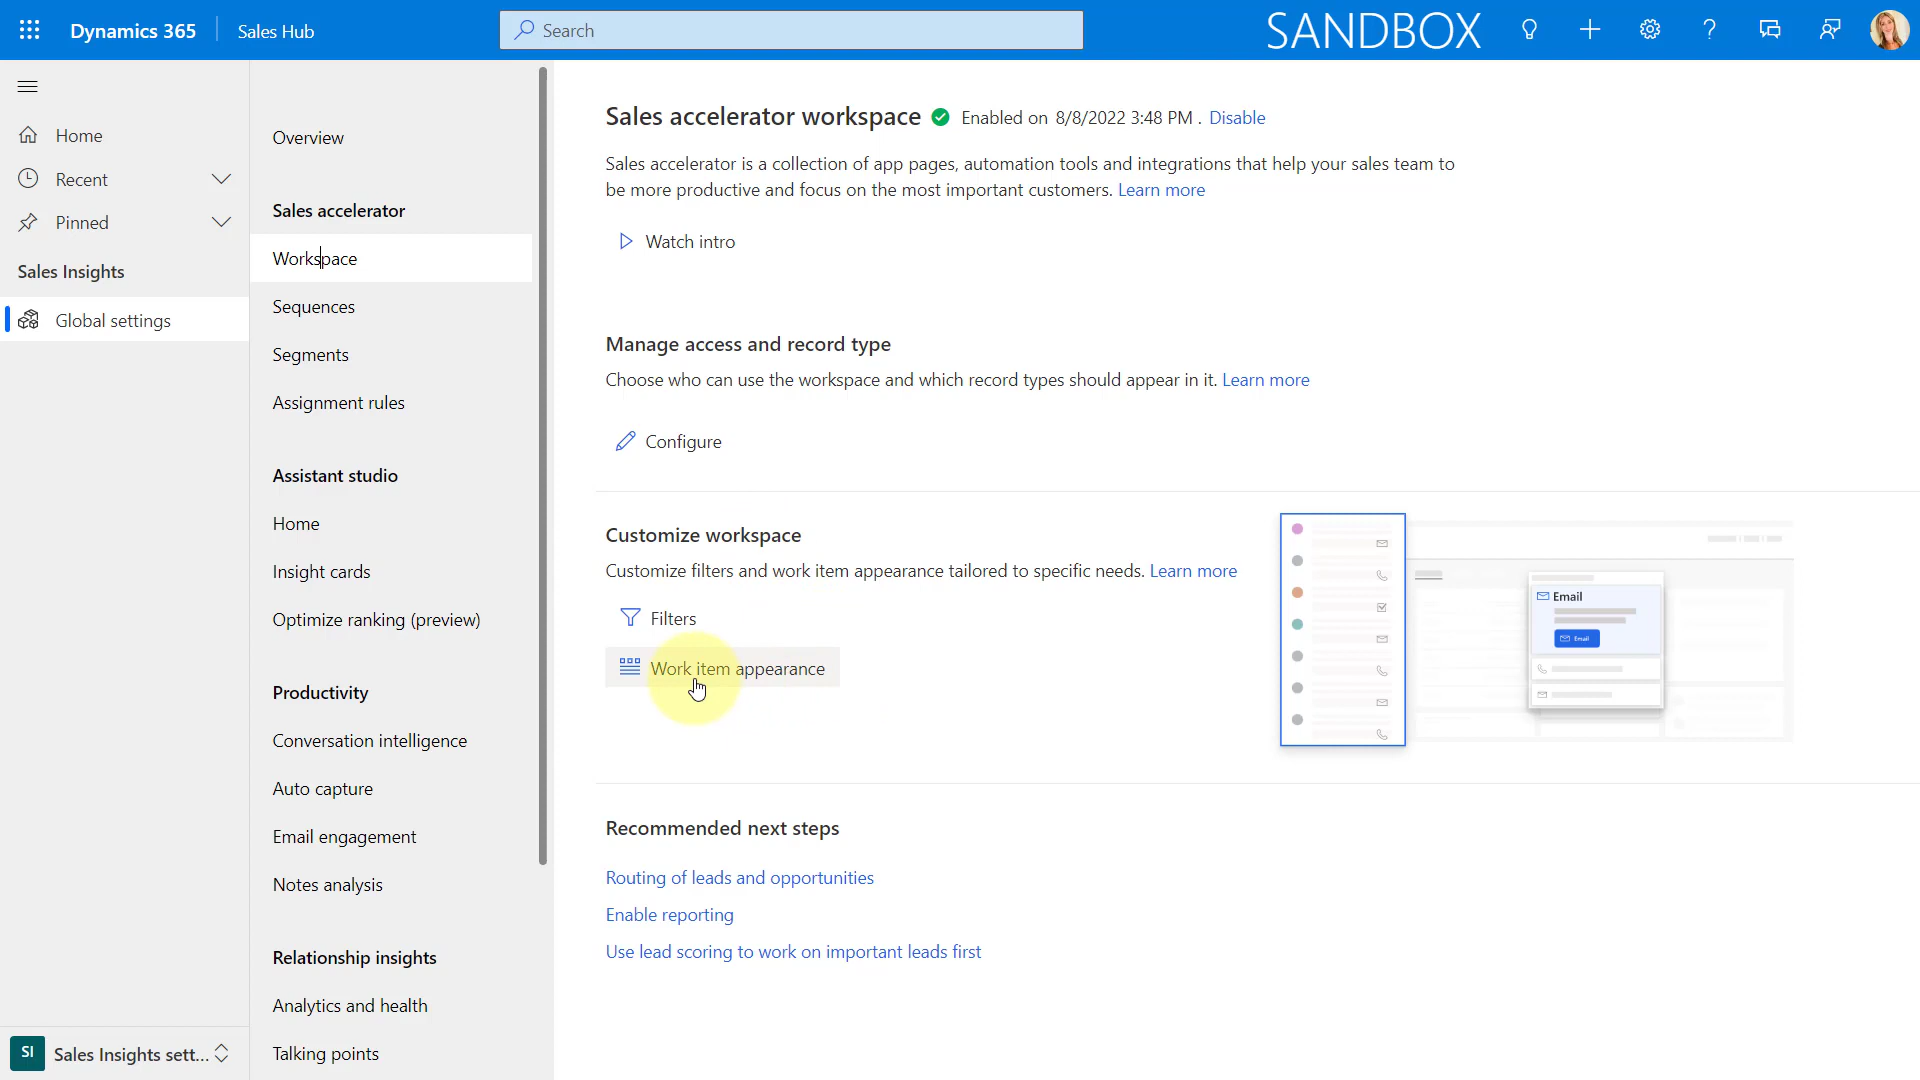 Dynamics 365
Sales Hub
Search
SANDBOX
Home
Recent
Pinned
Sales Insights
Global settings
SI
Sales Insights sett...
Overview
Sales accelerator
Workspace
Sequences
Segments
Assignment rules
Assistant studio
Home
Insight cards
Optimize ranking (preview)
Productivity
Conversation intelligence
Auto capture
Email engagement
Notes analysis
Relationship insights
Analytics and health
Talking points
Sales accelerator workspace
Enabled on 8/8/2022 3:48 PM . Disable
Sales accelerator is a collection of app pages, automation tools and integrations that help your sales team to
be more productive and focus on the most important customers. Learn more
Watch intro
Manage access and record type
Choose who can use the workspace and which record types should appear in it. Learn more
Configure
Customize workspace
Customize filters and work item appearance tailored to specific needs. Learn more
Filters
Work item appearance
Email
Email
Recommended next steps
Routing of leads and opportunities
Enable reporting
Use lead scoring to work on important leads first